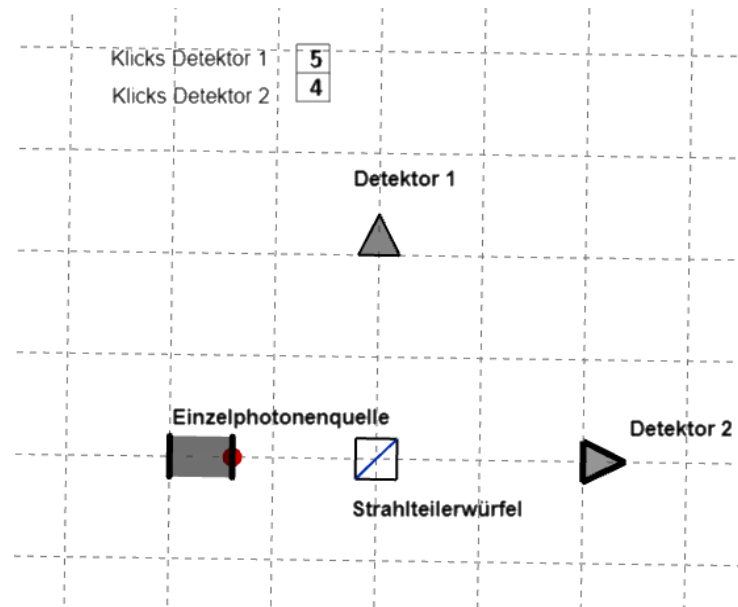 Klicks Detektor 1 5
Klicks Detektor 2 4
Detektor 1
Einzelphotonenquelle
Detektor 2
Strahlteilerwürfel